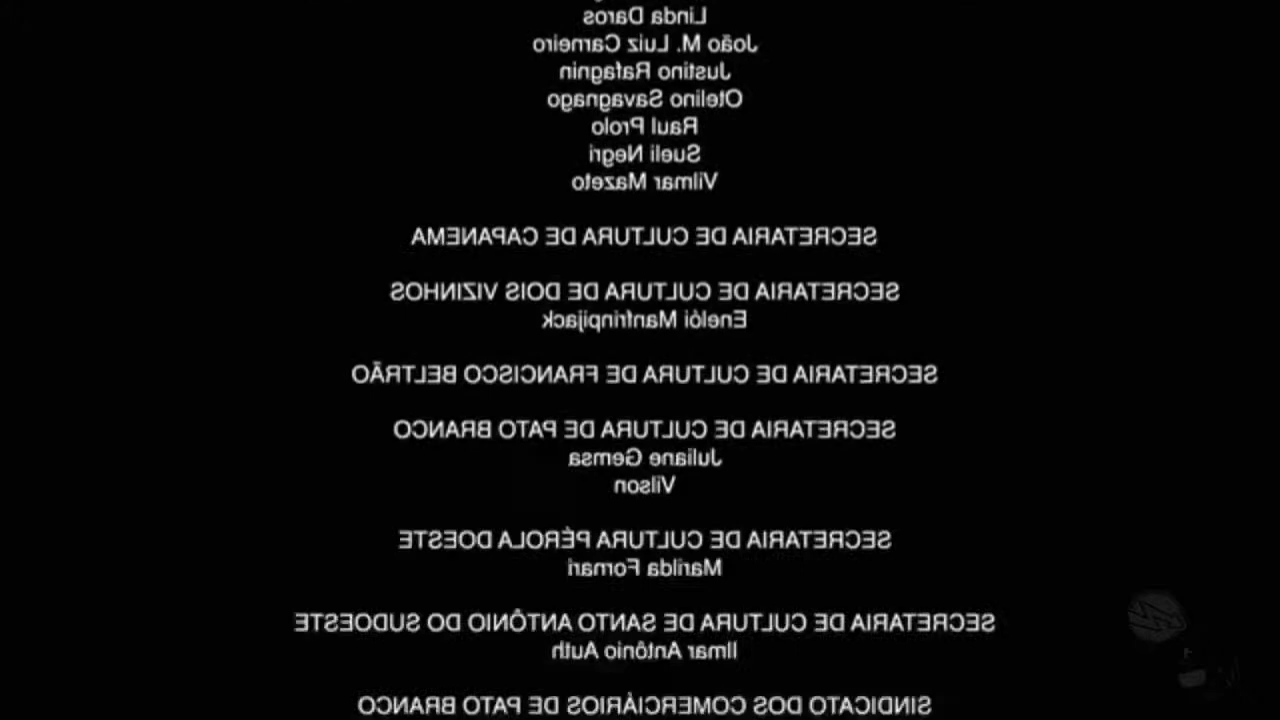 Linda Daros
João M. Luiz Carneiro
Justino Rafagnin
Otelino Savagnago
Raul Prolo
Sueli Negri
Vilmar Mazeto
SECRETARIA DE CULTURA DE CAPANEMA
SECRETARIA DE CULTURA DE DOIS VIZINHOS
Enelói Manfrinpijack
SECRETARIA DE CULTURA DE FRANCISCO BELTRÃO
SECRETARIA DE CULTURA DE PATO BRANCO
Juliane Gemsa
Vilson
SECRETARIA DE CULTURA PÉROLA DOESTE
Marilda Fornari
SECRETARIA DE CULTURA DE SANTO ANTÔNIO DO SUDOESTE
Ilmar Antônio Auth
SINDICATO DOS COMERCIÁRIOS DE PATO BRANCO